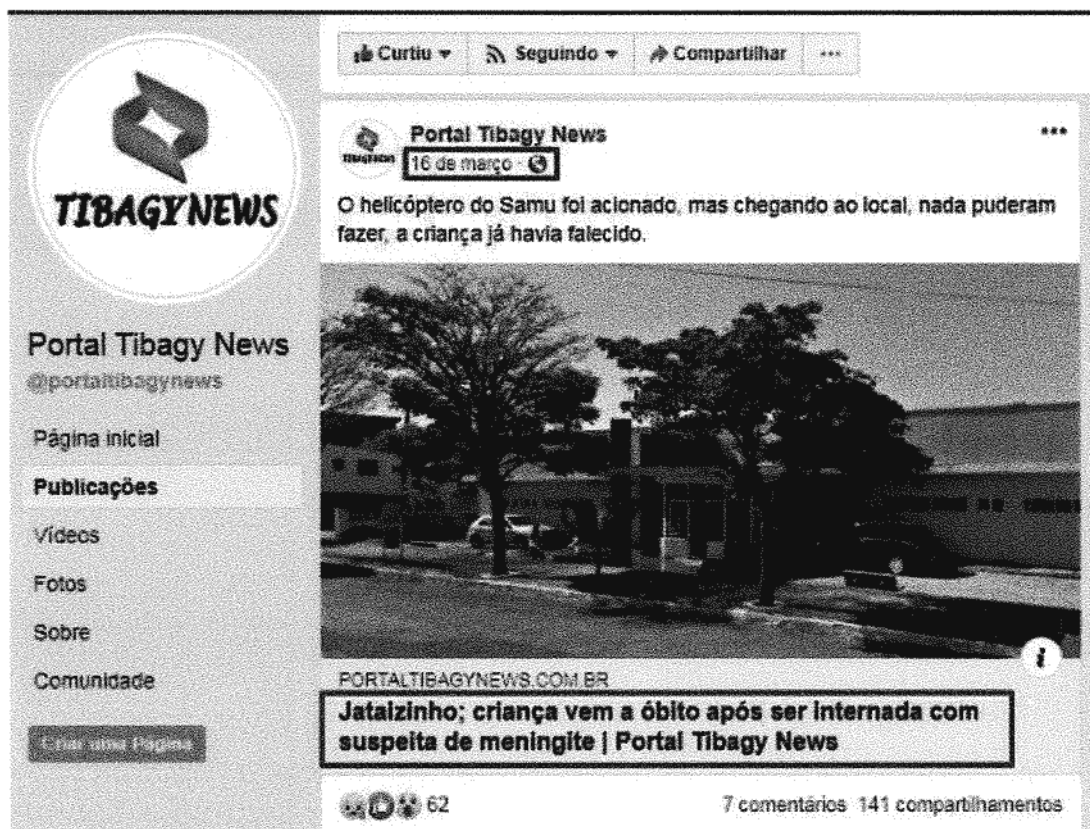 TIBAGYNEWS
Portal Tibagy News
@portaltibagynews
Página inicial
Publicações
Vídeos
Fotos
Sobre
Comunidade
Criar uma Página
Curtiu Seguindo Compartilhar ...
Portal Tibagy News ...
TIBAGYNEWS
16 de março ·
O helicóptero do Samu foi acionado, mas chegando ao local, nada puderam
fazer, a criança já havia falecido.
i
PORTALTIBAGYNEWS.COM.BR
Jataizinho; criança vem a óbito após ser internada com
suspeita de meningite | Portal Tibagy News
62 7 comentários 141 compartilhamentos